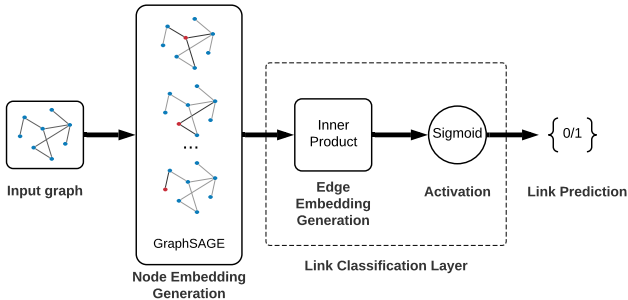 Input graph
...
GraphSAGE
Node Embedding
Generation
Inner
Product
Edge
Embedding
Generation
Sigmoid
Activation
Link Classification Layer
{ 0/1 }
Link Prediction